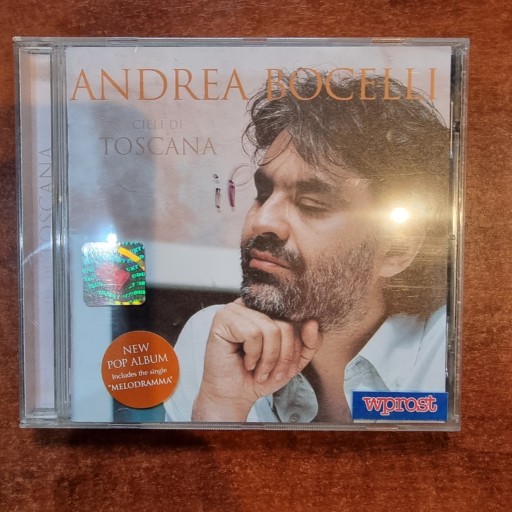 ANDREA BOCELLI
CIELI DI
TOSCANA
TOSCANA
NEW
POP ALBUM
Includes the single
"MELODRAMMA"
wprost